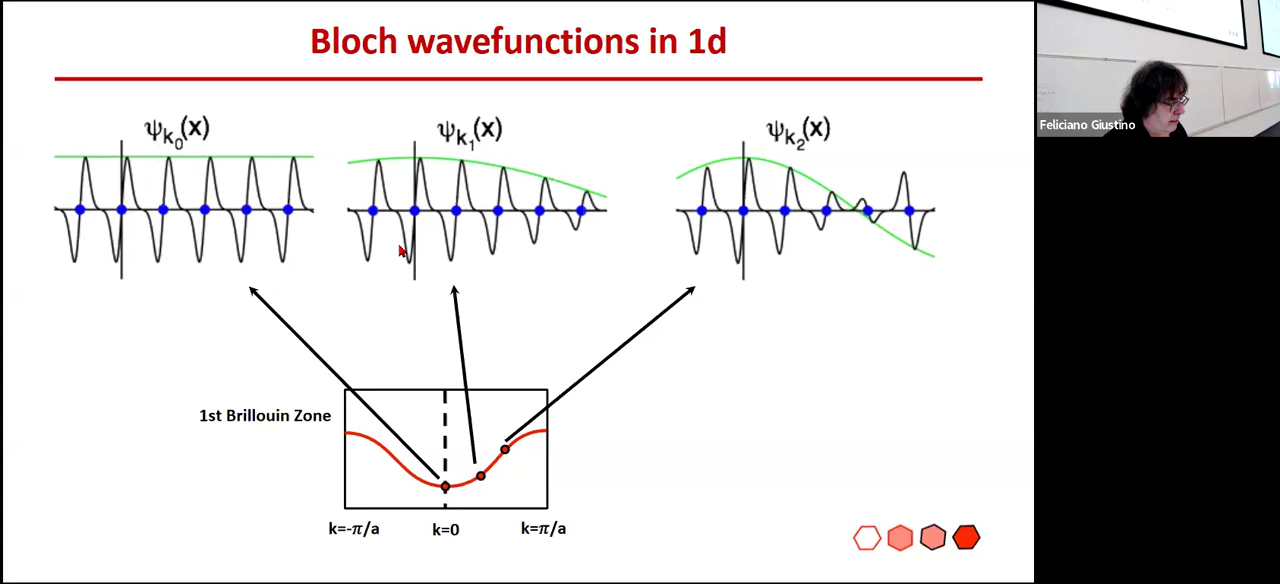 Bloch wavefunctions in 1d
ψk₀(x)
ψk₁(x)
ψk₂(x)
Feliciano Giustino
1st Brillouin Zone
k=-π/a
k=0
k=π/a